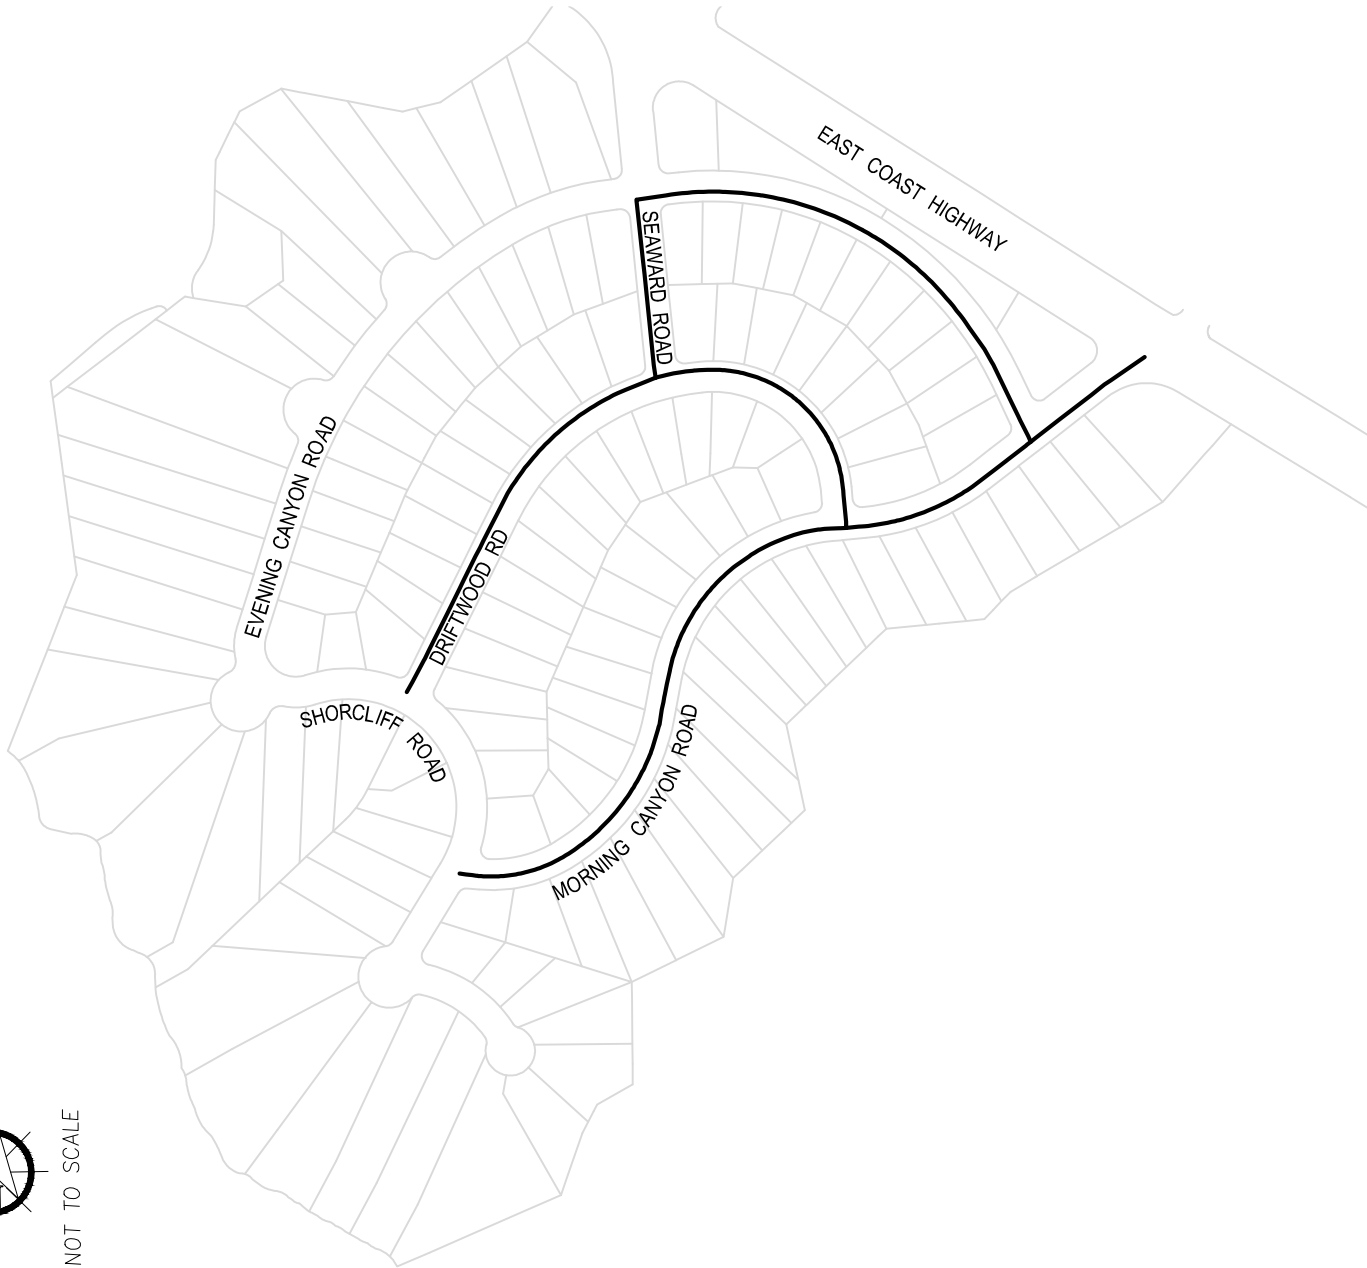 EAST COAST HIGHWAY
SEAWARD ROAD
EVENING CANYON ROAD
DRIFTWOOD RD
SHORCLIFF ROAD
MORNING CANYON ROAD
NOT TO SCALE